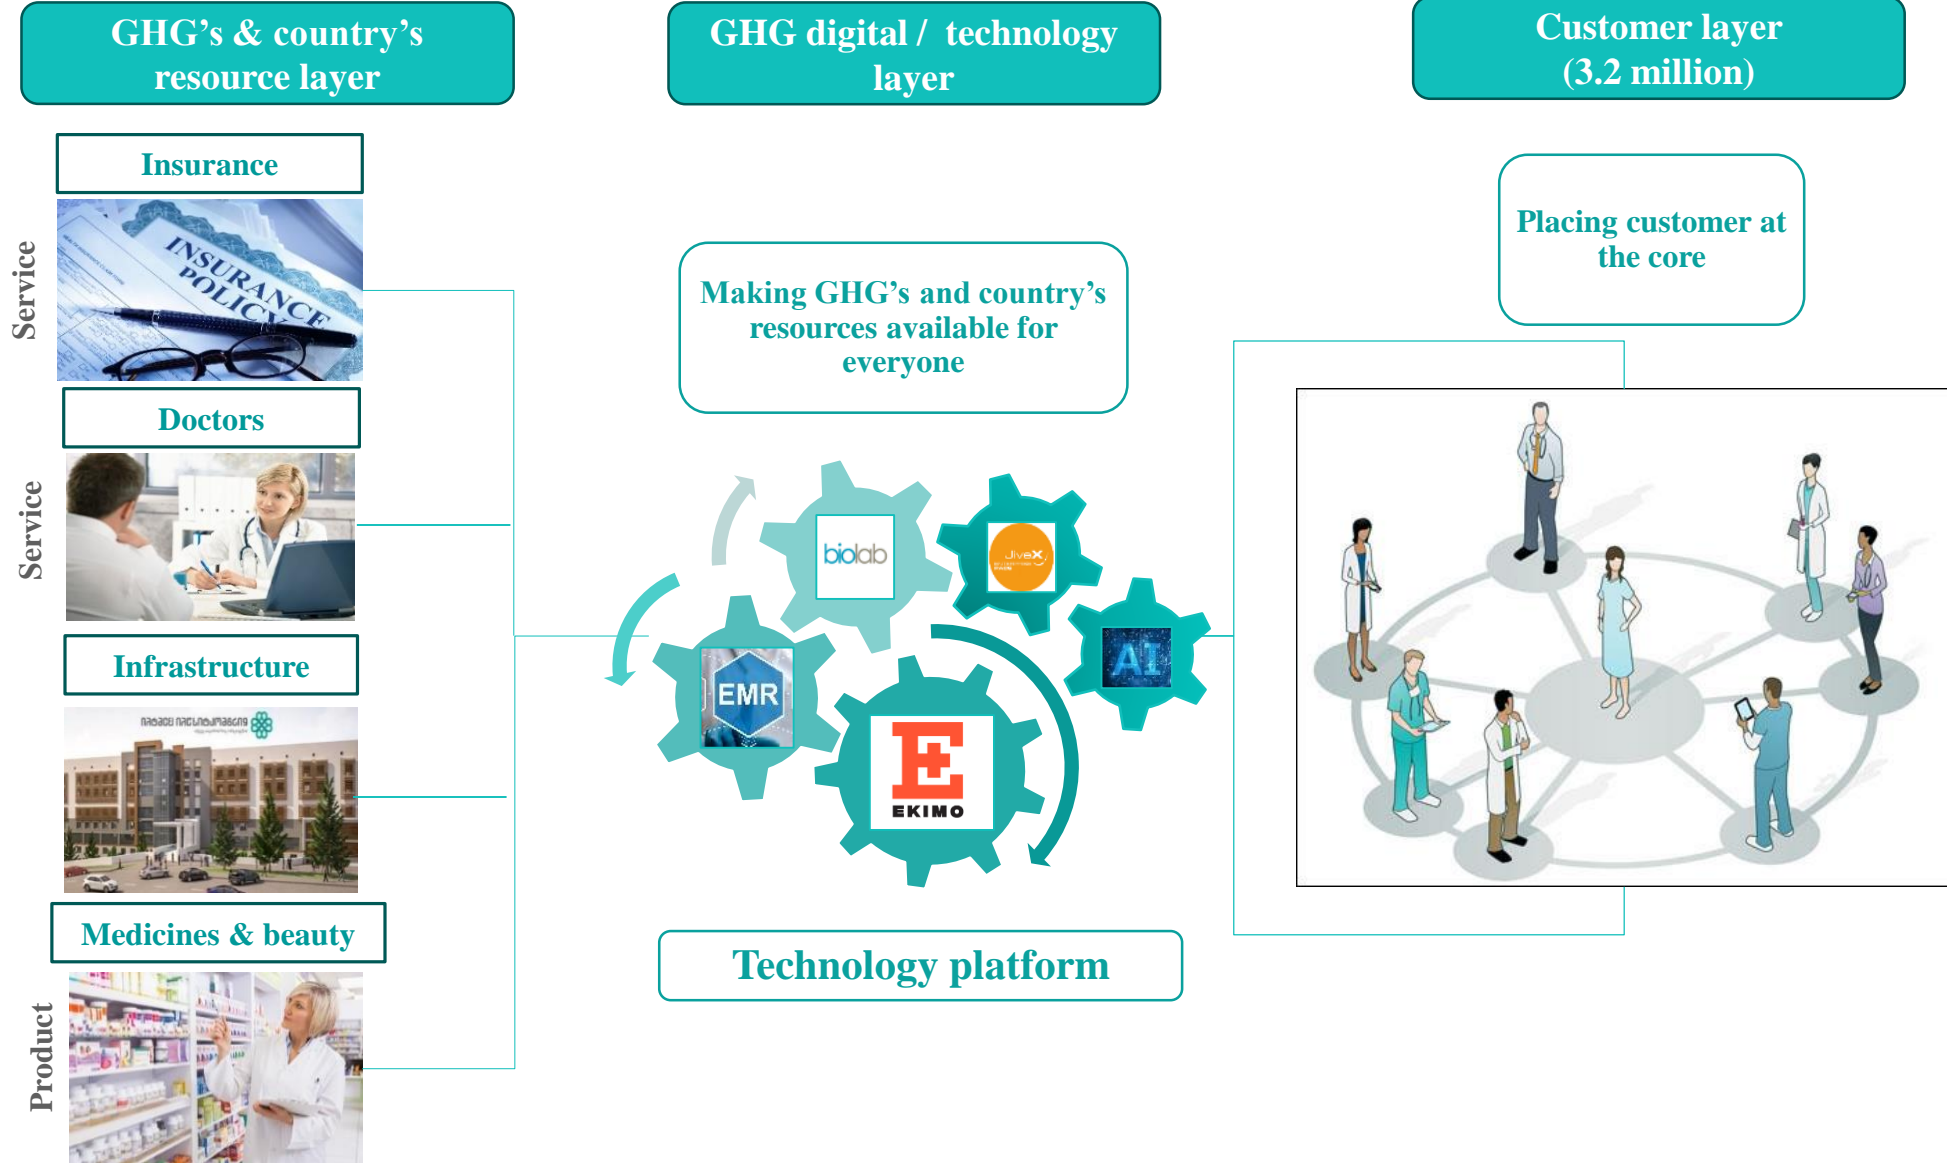 GHG’s & country’s
resource layer
GHG digital / technology
layer
Customer layer
(3.2 million)
Insurance
Service
INSURANCE
POLICY
Doctors
Service
Infrastructure
Medicines & beauty
Product
Making GHG’s and country’s
resources available for
everyone
biolab
JiveX
EMR
AI
EKIMO
Technology platform
Placing customer at
the core